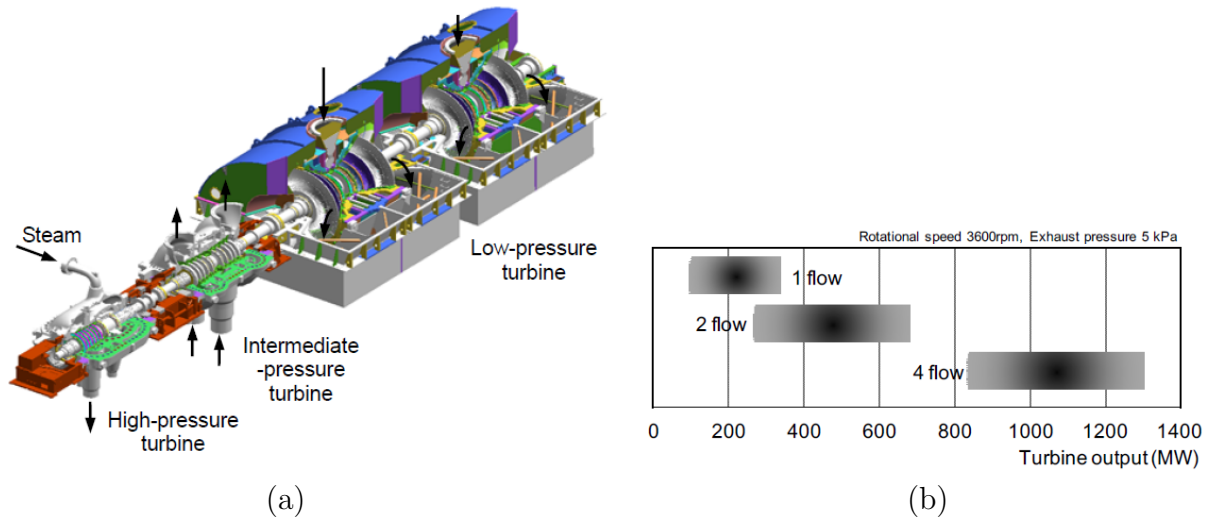 Steam
Low-pressure
turbine
Intermediate
-pressure
turbine
High-pressure
turbine
(a)
Rotational speed 3600rpm, Exhaust pressure 5 kPa
1 flow
2 flow
4 flow
0 200 400 600 800 1000 1200 1400
Turbine output (MW)
(b)